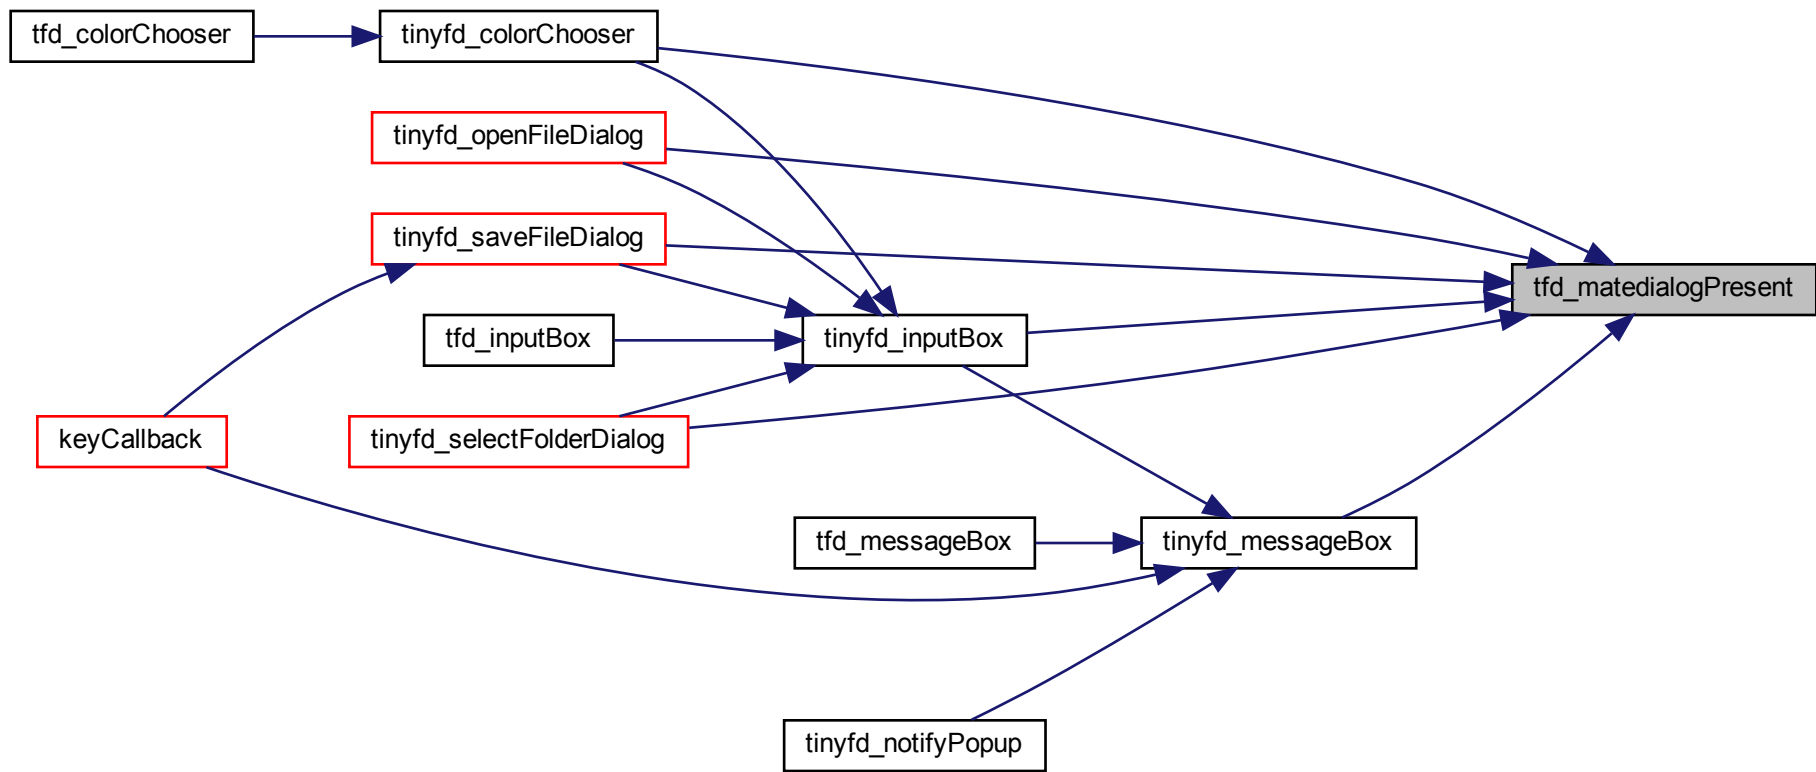 tfd_colorChooser
tinyfd_colorChooser
tinyfd_openFileDialog
tinyfd_saveFileDialog
tfd_matedialogPresent
tfd_inputBox
tinyfd_inputBox
keyCallback
tinyfd_selectFolderDialog
tfd_messageBox
tinyfd_messageBox
tinyfd_notifyPopup